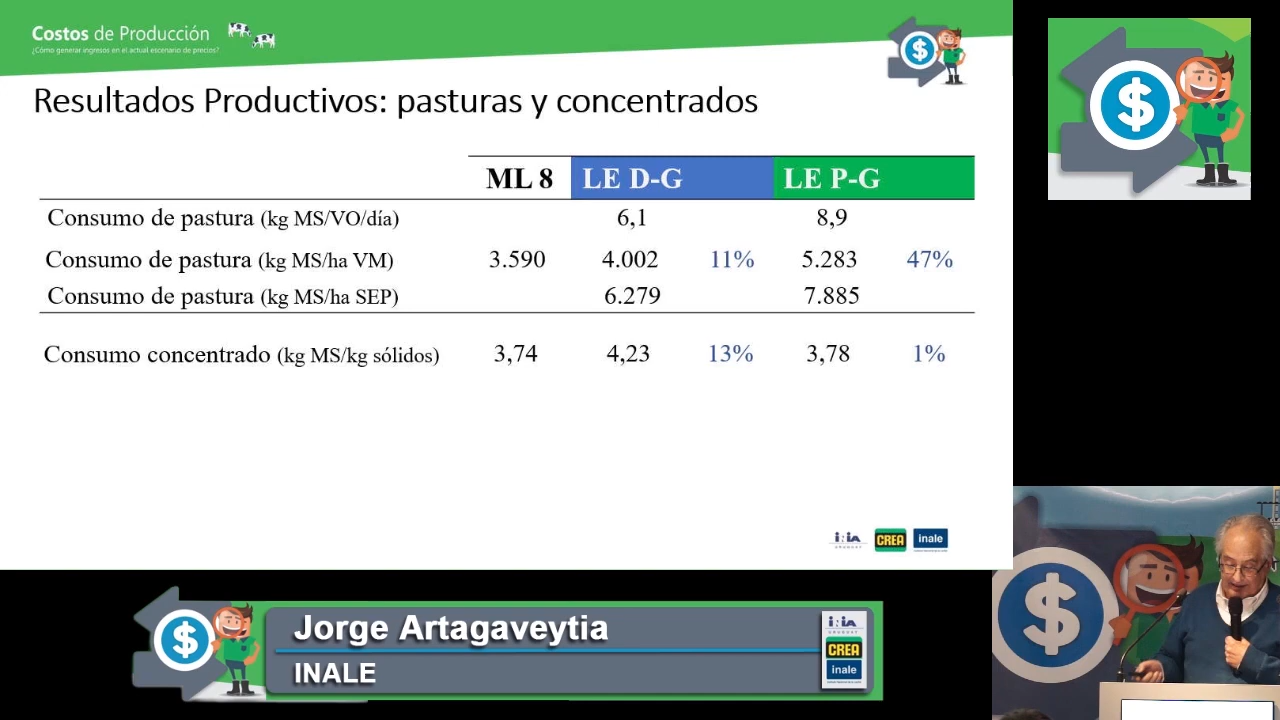 Costos de Producción
¿Cómo generar ingresos en el actual escenario de precios?
$
$
Resultados Productivos: pasturas y concentrados
ML 8 LE D-G LE P-G
Consumo de pastura (kg MS/VO/día) 6,1 8,9
Consumo de pastura (kg MS/ha VM) 3.590 4.002 11% 5.283 47%
Consumo de pastura (kg MS/ha SEP) 6.279 7.885
Consumo concentrado (kg MS/kg sólidos) 3,74 4,23 13% 3,78 1%
INIA
URUGUAY
CREA
inale
$
Jorge Artagaveytia
INALE
INIA
URUGUAY
CREA
inale
$